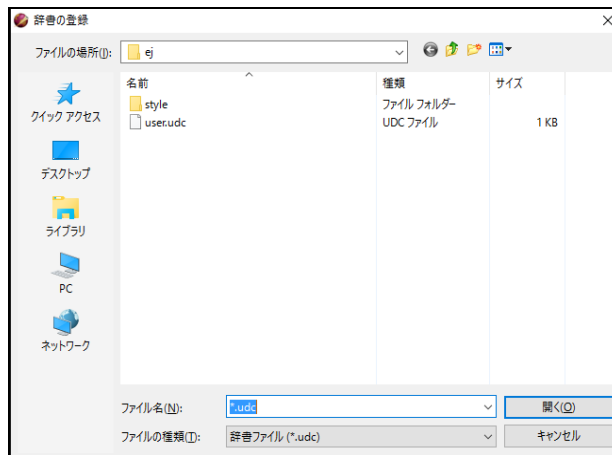 辞書の登録
ファイルの場所(I): ej
名前 種類 サイズ
style ファイル フォルダー
user.udc UDC ファイル 1 KB
クイック アクセス
デスクトップ
ライブラリ
PC
ネットワーク
ファイル名(N): *.udc 開く(O)
ファイルの種類(T): 辞書ファイル (*.udc) キャンセル